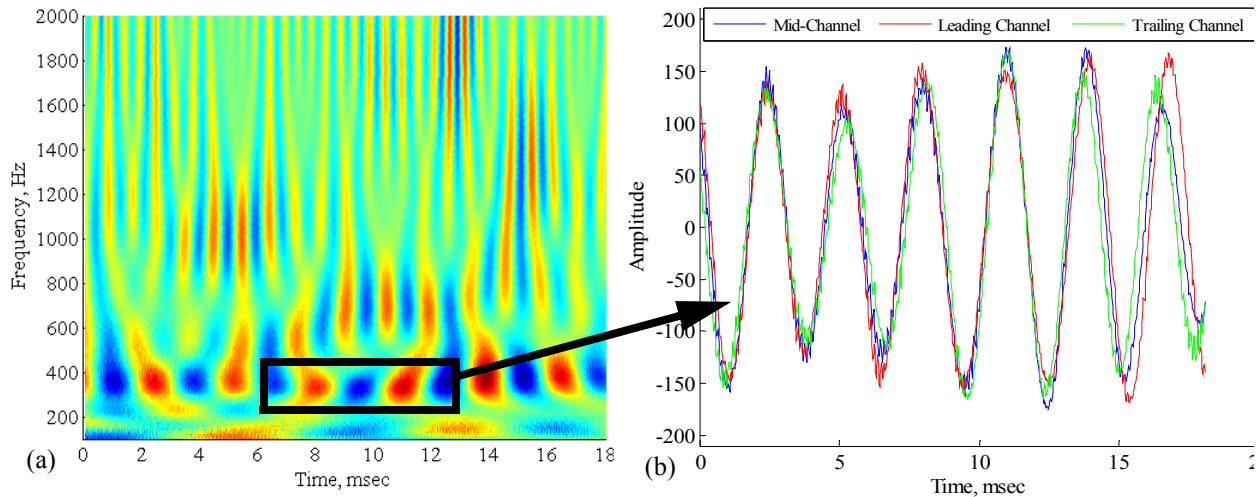 2000
1800
1600
1400
1200
1000
800
600
400
200
Frequency, Hz
0 2 4 6 8 10 12 14 16 18
Time, msec
(a)
Mid-Channel Leading Channel Trailing Channel
200
150
100
50
0
-50
-100
-150
-200
Amplitude
0 5 10 15 2
Time, msec
(b)